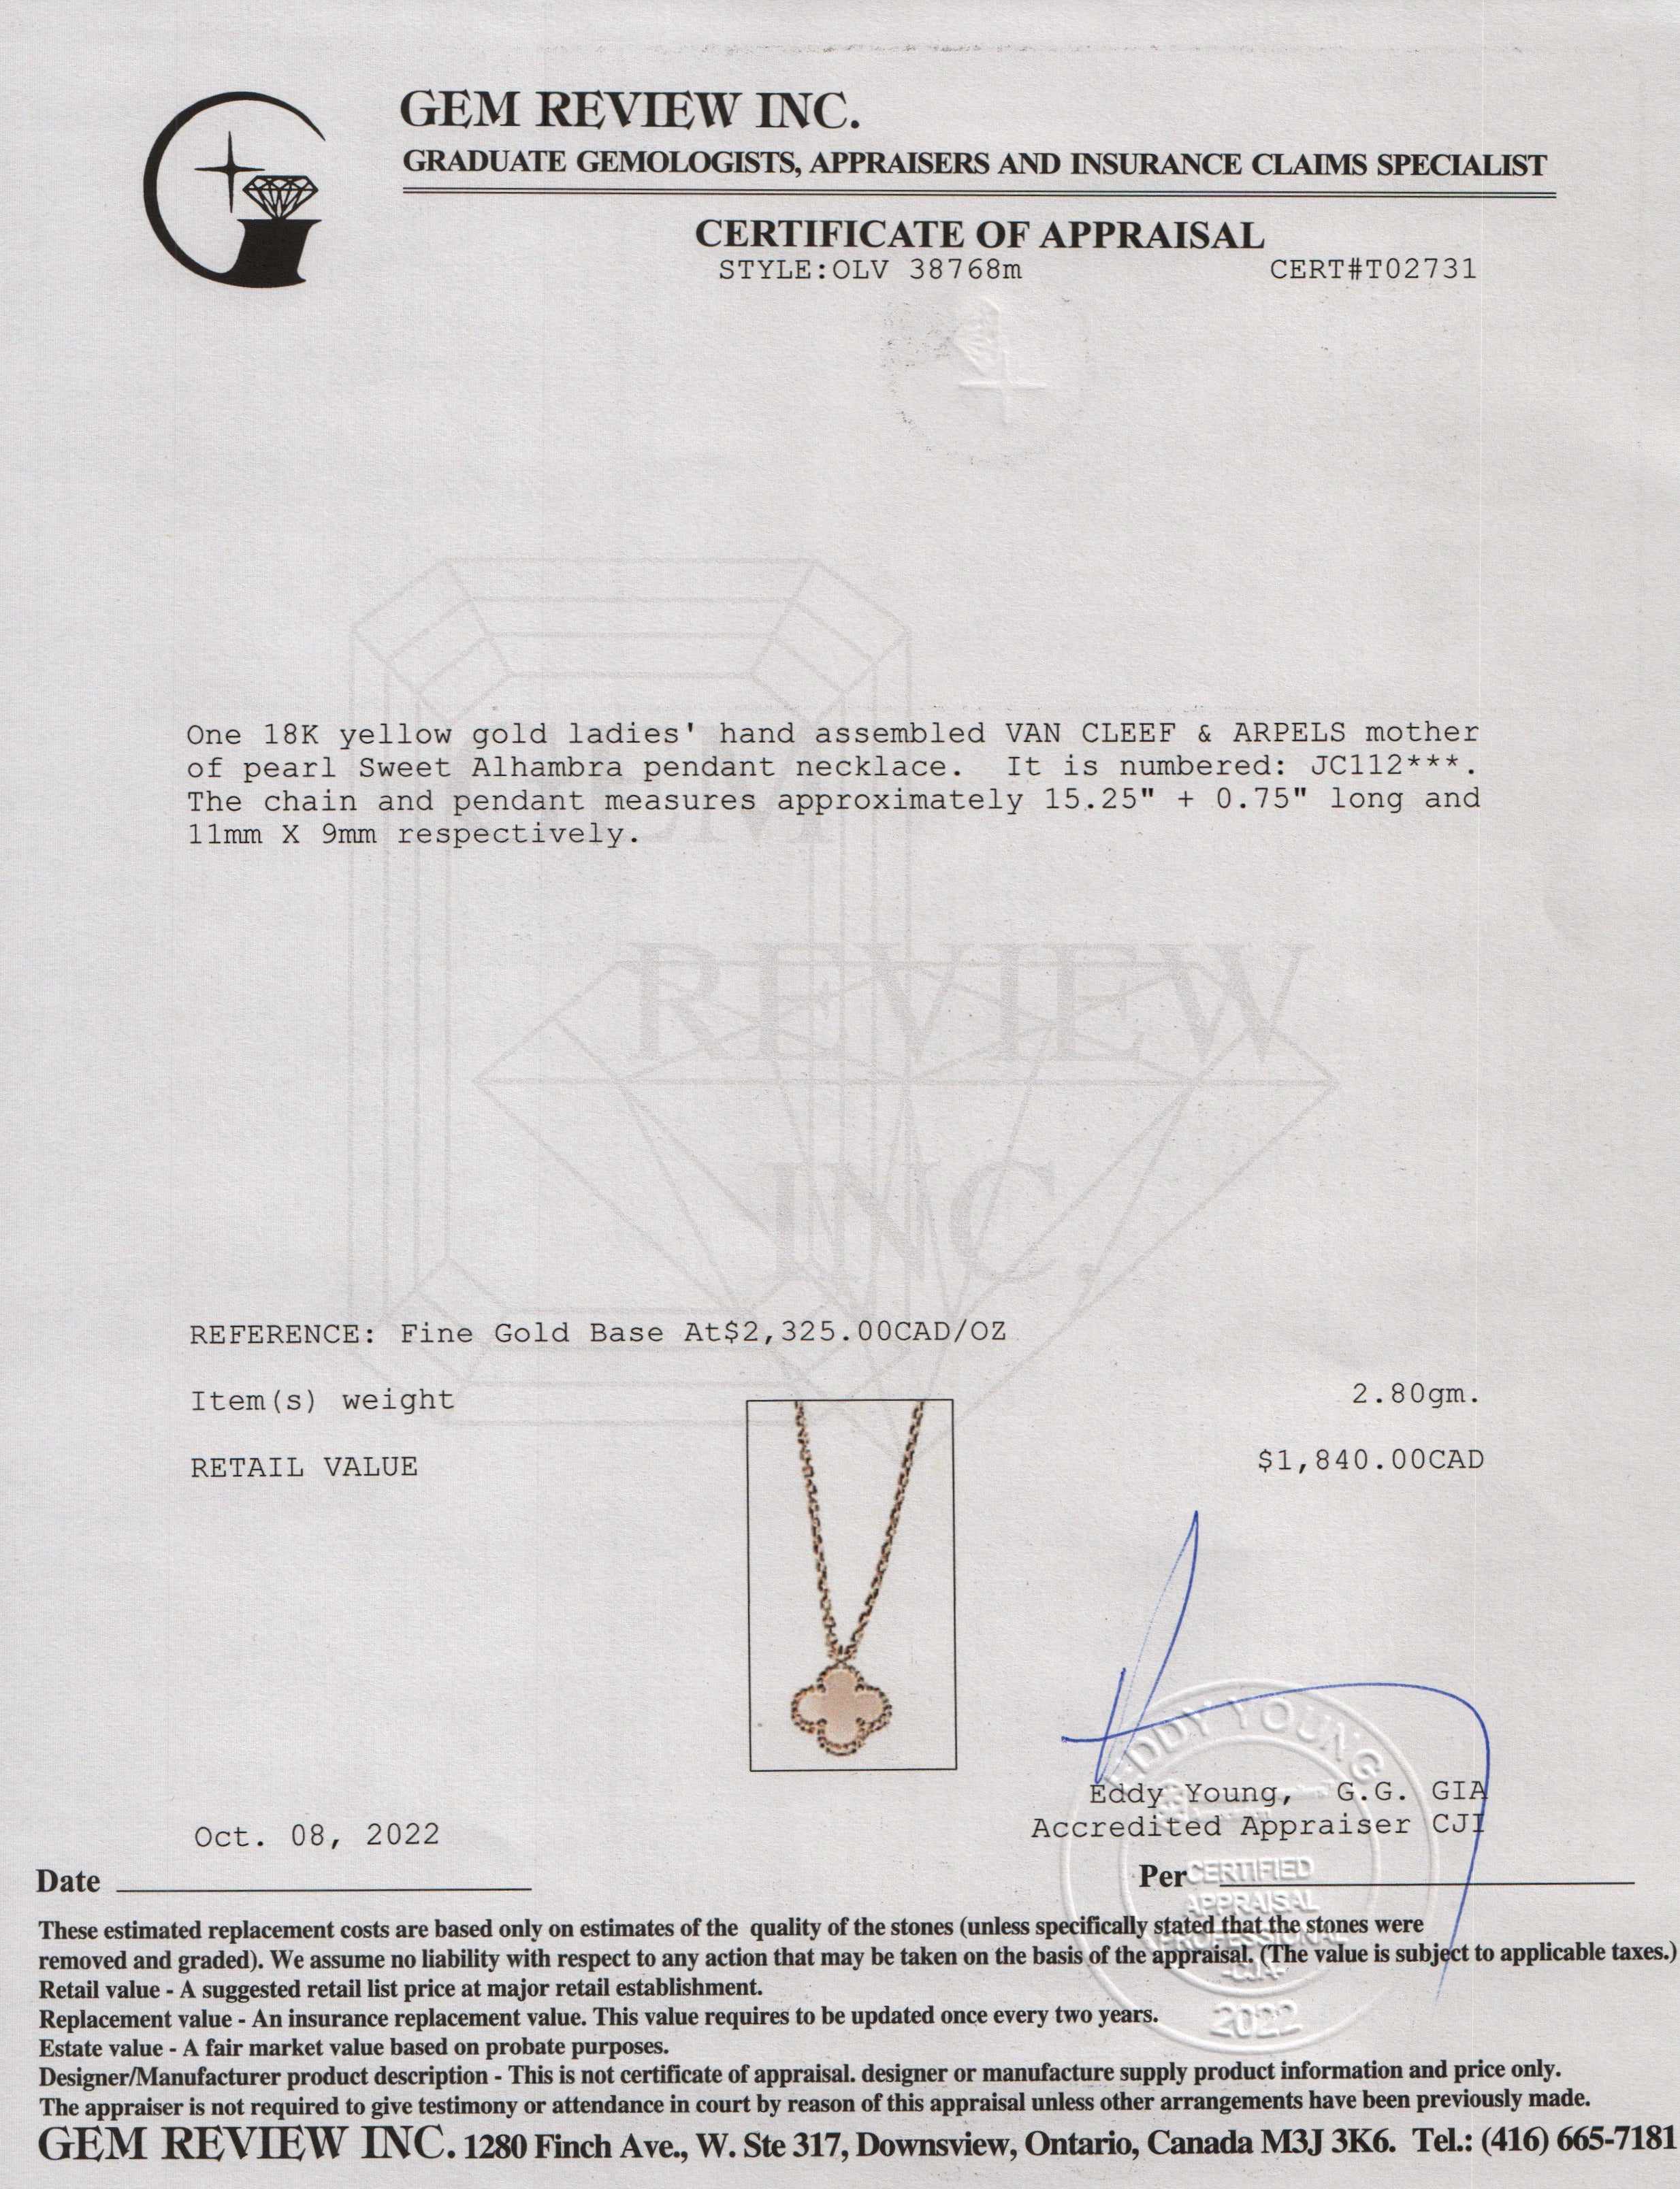 GEM REVIEW INC.
GRADUATE GEMOLOGISTS, APPRAISERS AND INSURANCE CLAIMS SPECIALIST
CERTIFICATE OF APPRAISAL
STYLE:OLV 38768m CERT#T02731
One 18K yellow gold ladies' hand assembled VAN CLEEF & ARPELS mother
of pearl Sweet Alhambra pendant necklace. It is numbered: JC112***.
The chain and pendant measures approximately 15.25" + 0.75" long and
11mm X 9mm respectively.
GEM
REVIEW
INC.
REFERENCE: Fine Gold Base At$2,325.00CAD/OZ
Item(s) weight 2.80gm.
RETAIL VALUE $1,840.00CAD
EDDY YOUNG
Eddy Young, G.G. GIA
Accredited Appraiser CJI
Oct. 08, 2022
Date
Per
CERTIFIED
APPRAISAL
PROFESSIONAL
2022
These estimated replacement costs are based only on estimates of the quality of the stones (unless specifically stated that the stones were
removed and graded). We assume no liability with respect to any action that may be taken on the basis of the appraisal. (The value is subject to applicable taxes.)
Retail value - A suggested retail list price at major retail establishment.
Replacement value - An insurance replacement value. This value requires to be updated once every two years.
Estate value - A fair market value based on probate purposes.
Designer/Manufacturer product description - This is not certificate of appraisal. designer or manufacture supply product information and price only.
The appraiser is not required to give testimony or attendance in court by reason of this appraisal unless other arrangements have been previously made.
GEM REVIEW INC. 1280 Finch Ave., W. Ste 317, Downsview, Ontario, Canada M3J 3K6. Tel.: (416) 665-7181